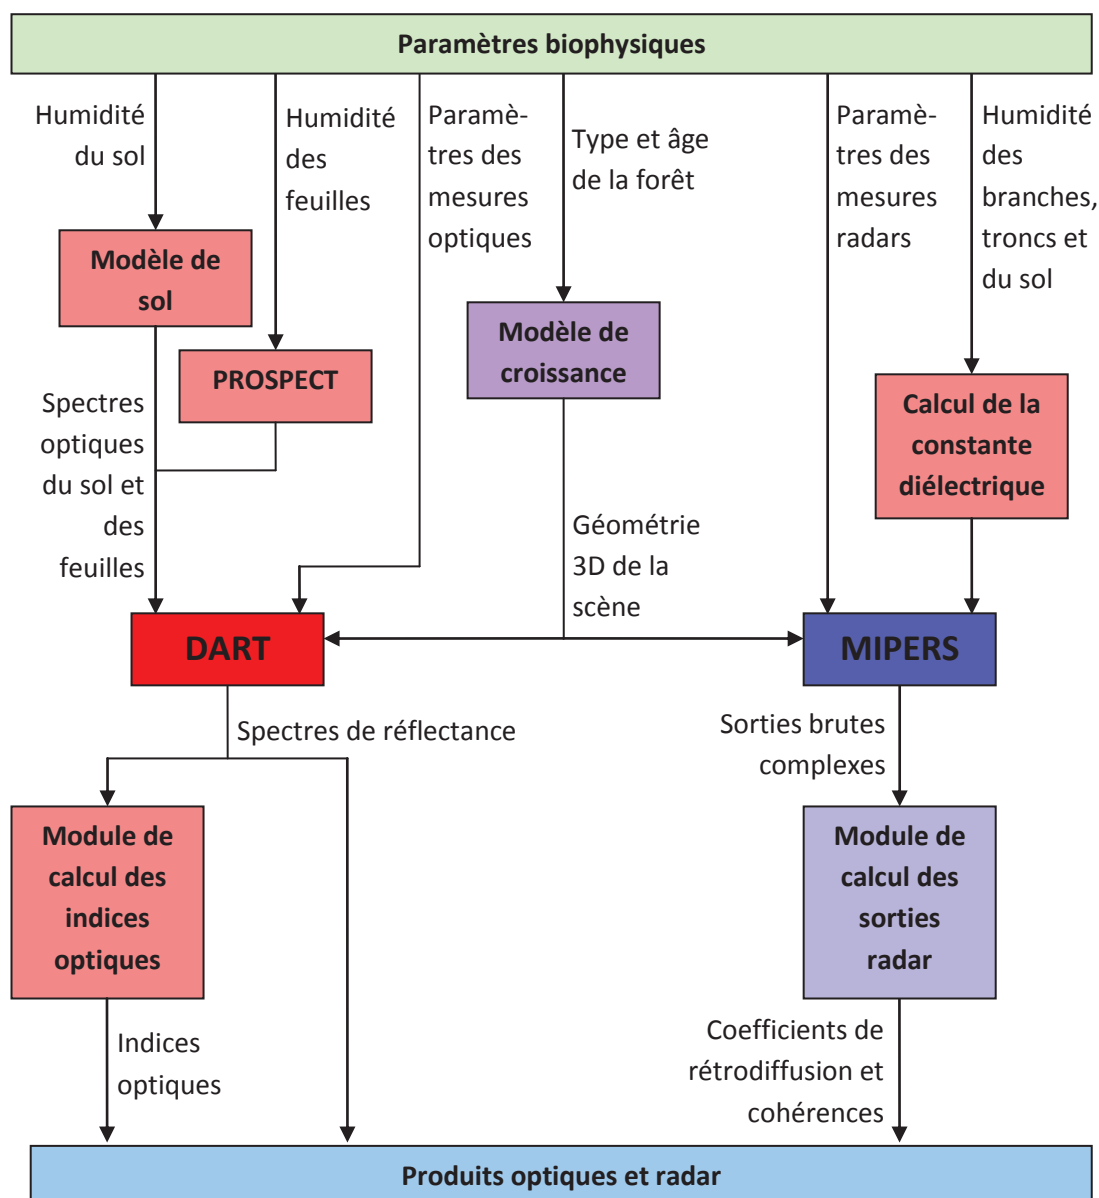 Paramètres biophysiques
Humidité
du sol
Humidité
des
feuilles
Paramè-
tres des
mesures
optiques
Type et âge
de la forêt
Paramè-
tres des
mesures
radars
Humidité
des
branches,
troncs et
du sol
Modèle de
sol
PROSPECT
Modèle de
croissance
Calcul de la
constante
diélectrique
Spectres
optiques
du sol et
des
feuilles
Géométrie
3D de la
scène
DART
MIPERS
Spectres de réflectance
Sorties brutes
complexes
Module de
calcul des
indices
optiques
Module de
calcul des
sorties
radar
Indices
optiques
Coefficients de
rétrodiffusion et
cohérences
Produits optiques et radar